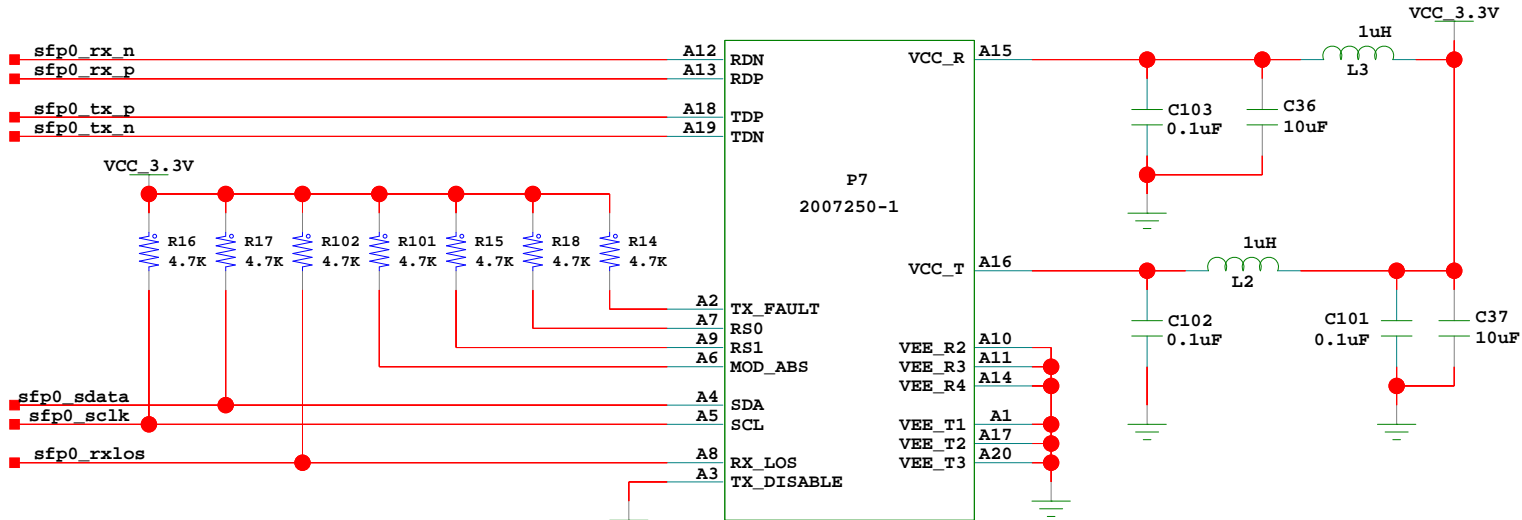 VCC_3.3V
1uH
L3
sfp0_rx_n
A12
RDN
VCC_R
A15
sfp0_rx_p
A13
RDP
sfp0_tx_p
A18
TDP
sfp0_tx_n
A19
TDN
C103
0.1uF
C36
10uF
VCC_3.3V
P7
2007250-1
R16
4.7K
R17
4.7K
R102
4.7K
R101
4.7K
R15
4.7K
R18
4.7K
R14
4.7K
1uH
L2
VCC_T
A16
A2
TX_FAULT
A7
RS0
A9
RS1
A6
MOD_ABS
C102
0.1uF
C101
0.1uF
C37
10uF
VEE_R2
A10
VEE_R3
A11
VEE_R4
A14
sfp0_sdata
A4
SDA
sfp0_sclk
A5
SCL
VEE_T1
A1
VEE_T2
A17
VEE_T3
A20
sfp0_rxlos
A8
RX_LOS
A3
TX_DISABLE